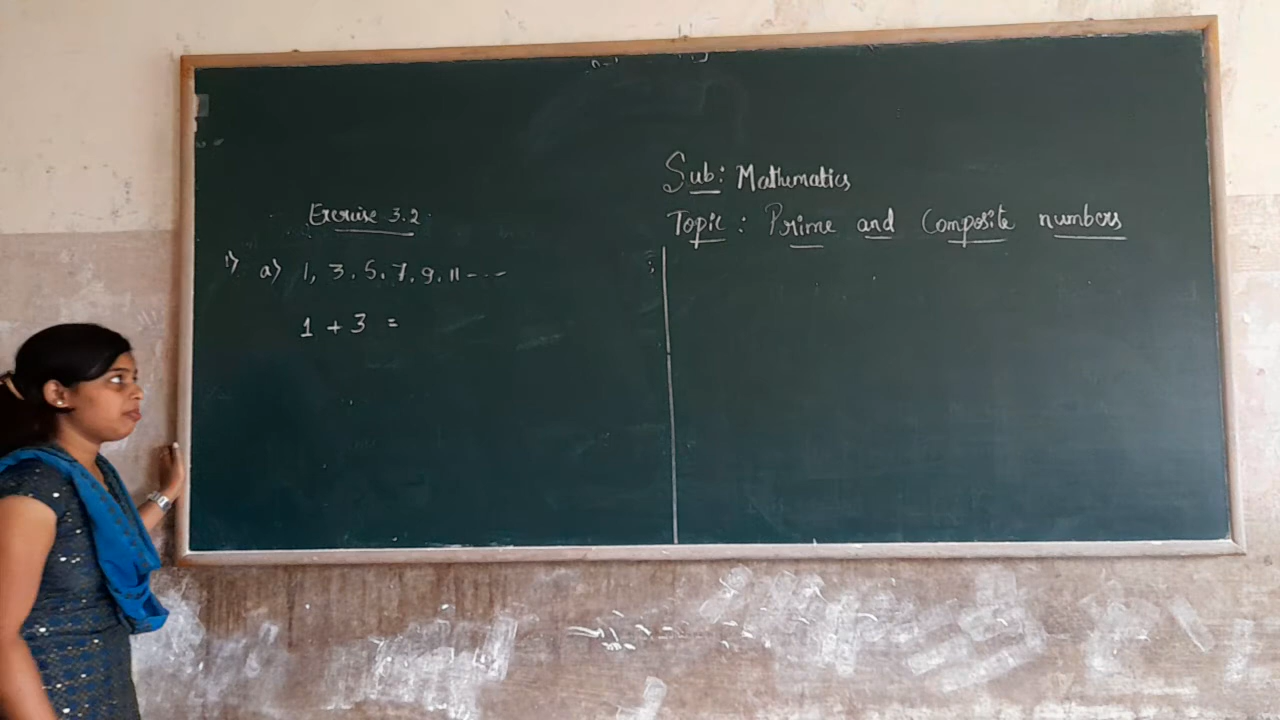 Sub: Mathematics
Topic: Prime and Composite numbers
Exercise 3.2
1) a) 1, 3, 5, 7, 9, 11 - - - -
1 + 3 =